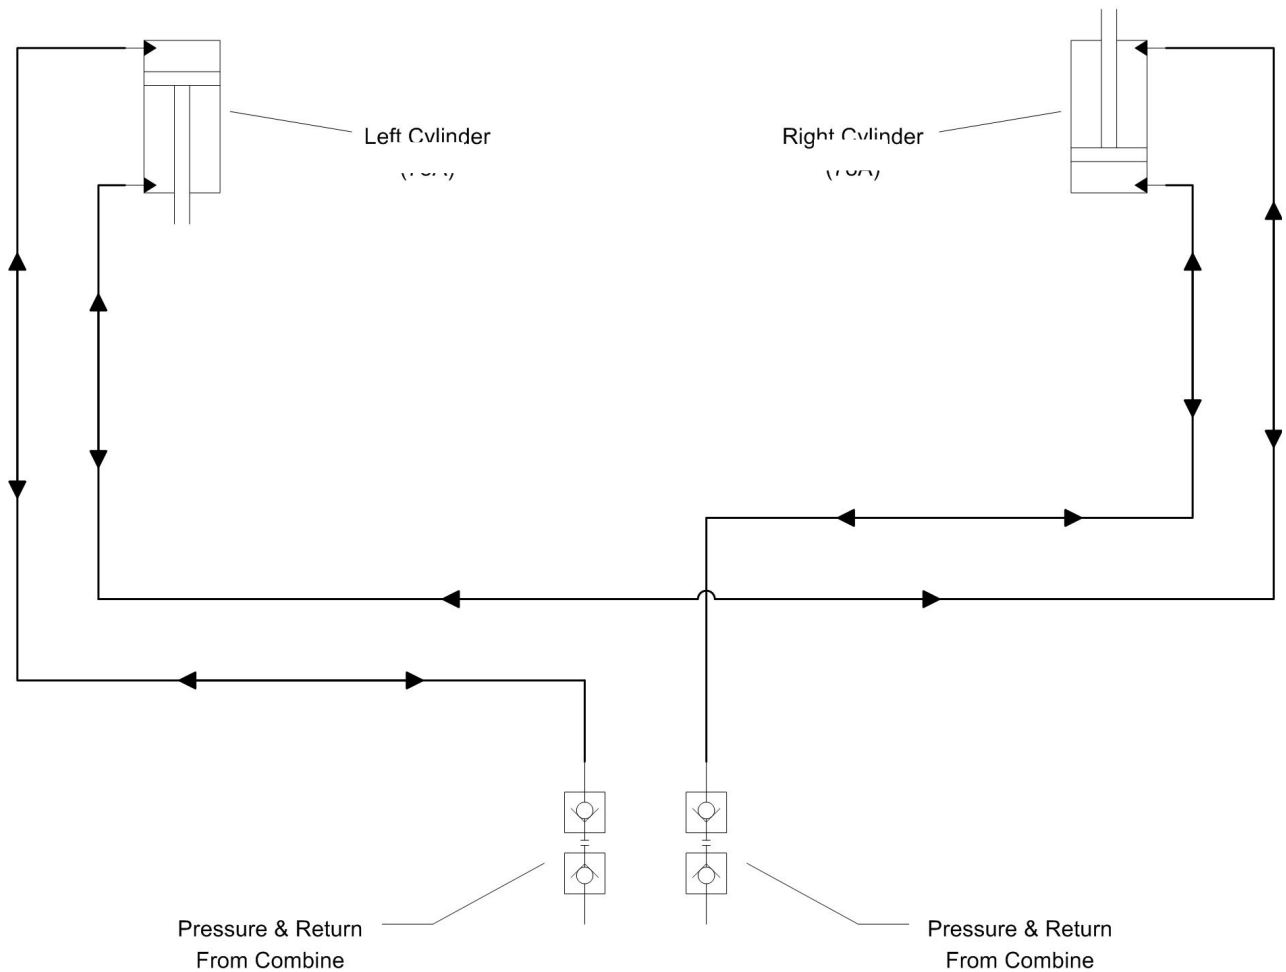 Left Cylinder
Right Cylinder
Pressure & Return
From Combine
Pressure & Return
From Combine